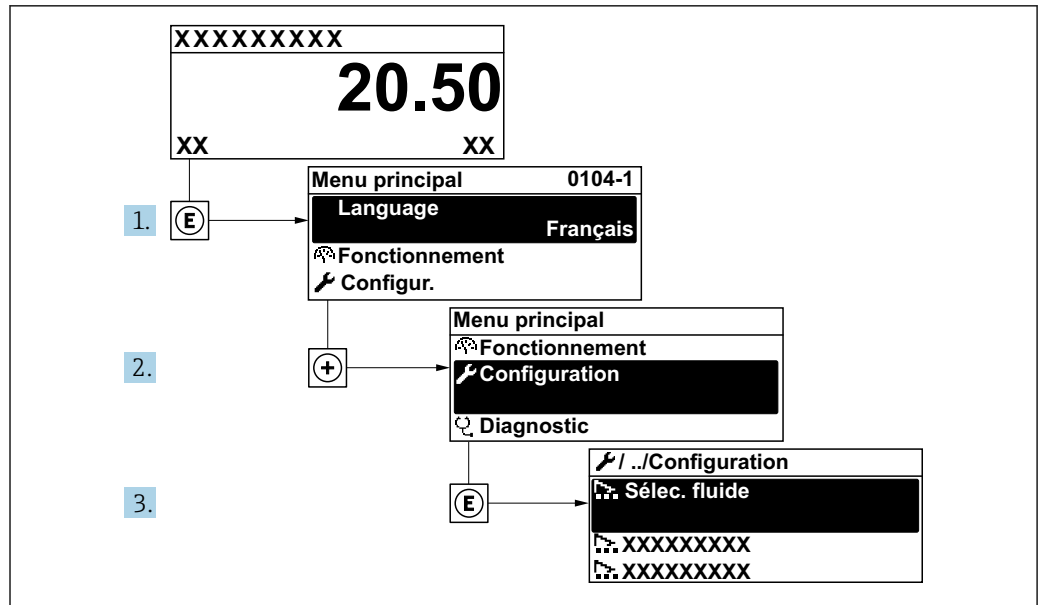 XXXXXXXXX
20.50
XX XX
Menu principal 0104-1
1. E Language
Français
Fonctionnement
Configur.
Menu principal
Fonctionnement
2. + Configuration
Diagnostic
/ ../Configuration
3. E Sélec. fluide
XXXXXXXXX
XXXXXXXXX